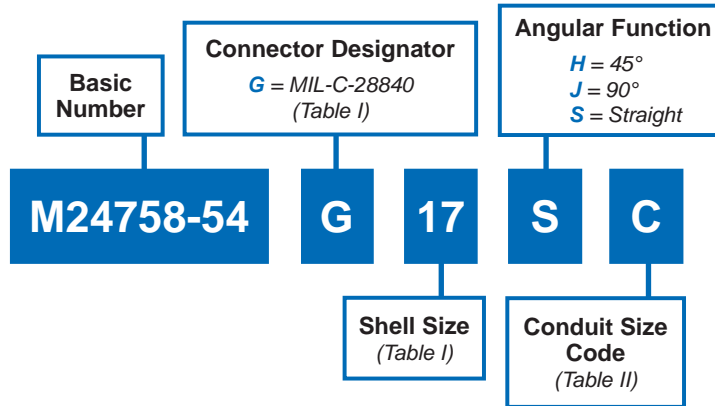 Basic
Number
Connector Designator
G = MIL-C-28840
(Table I)
Angular Function
H = 45°
J = 90°
S = Straight
M24758-54 G 17 S C
Shell Size
(Table I)
Conduit Size
Code
(Table II)